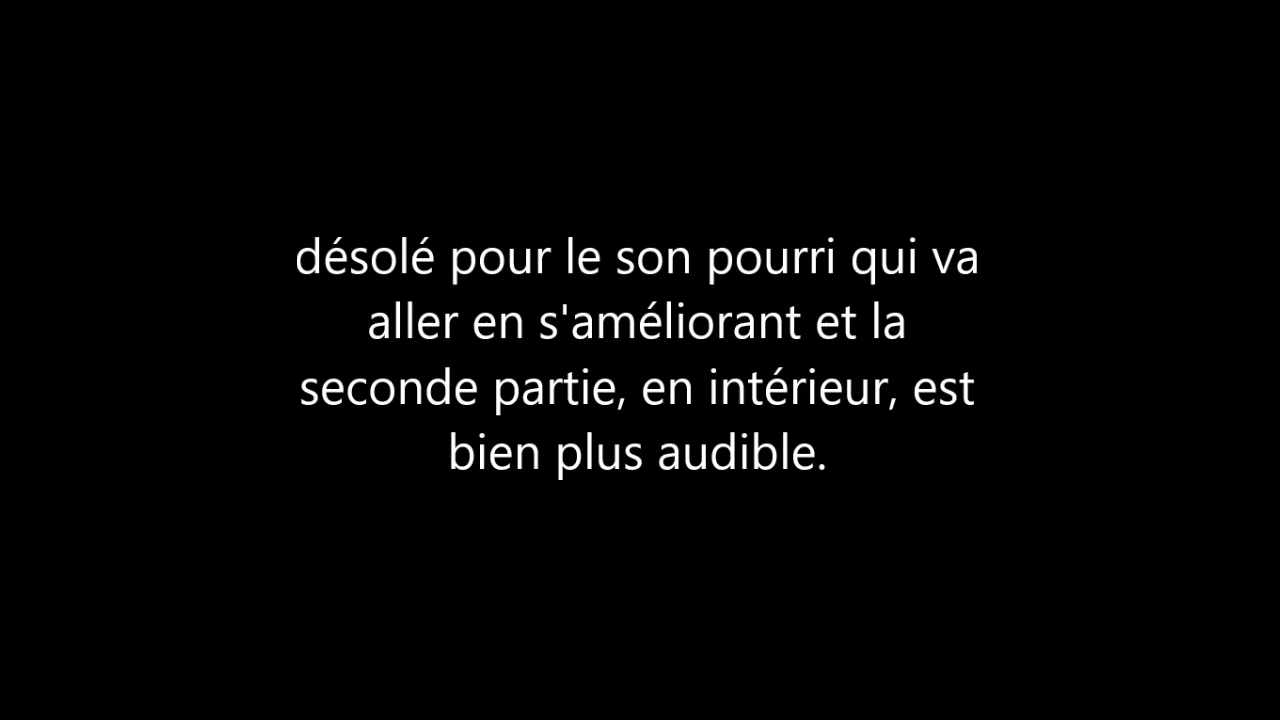 désolé pour le son pourri qui va
aller en s'améliorant et la
seconde partie, en intérieur, est
bien plus audible.